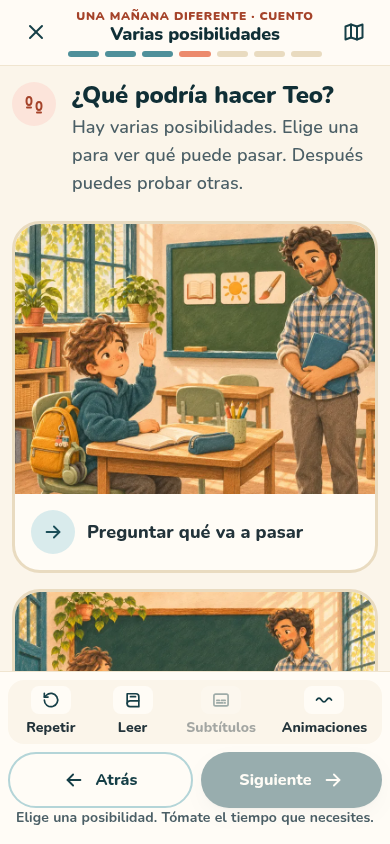 UNA MAÑANA DIFERENTE · CUENTO
Varias posibilidades
¿Qué podría hacer Teo?
Hay varias posibilidades. Elige una
para ver qué puede pasar. Después
puedes probar otras.
Preguntar qué va a pasar
Repetir
Leer
Subtítulos
Animaciones
Atrás
Siguiente
Elige una posibilidad. Tómate el tiempo que necesites.